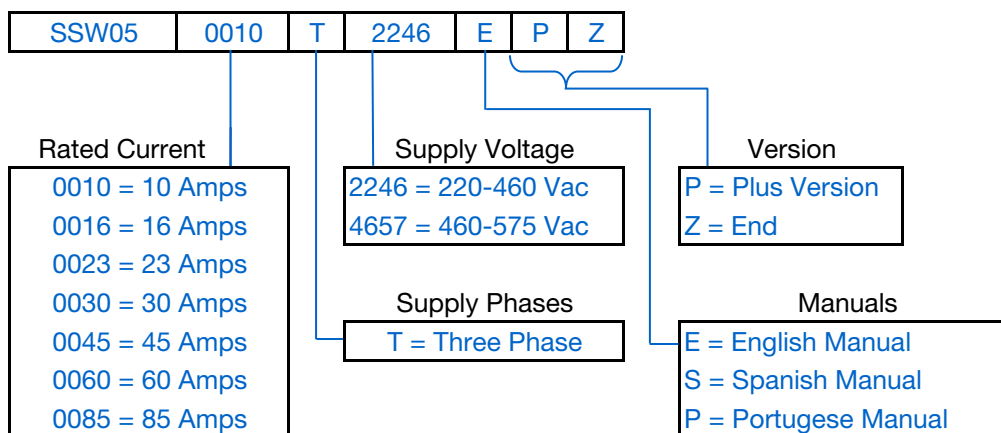 SSW05 0010 T 2246 E P Z
Rated Current
0010 = 10 Amps
0016 = 16 Amps
0023 = 23 Amps
0030 = 30 Amps
0045 = 45 Amps
0060 = 60 Amps
0085 = 85 Amps
Supply Voltage
2246 = 220-460 Vac
4657 = 460-575 Vac
Supply Phases
T = Three Phase
Version
P = Plus Version
Z = End
Manuals
E = English Manual
S = Spanish Manual
P = Portugese Manual